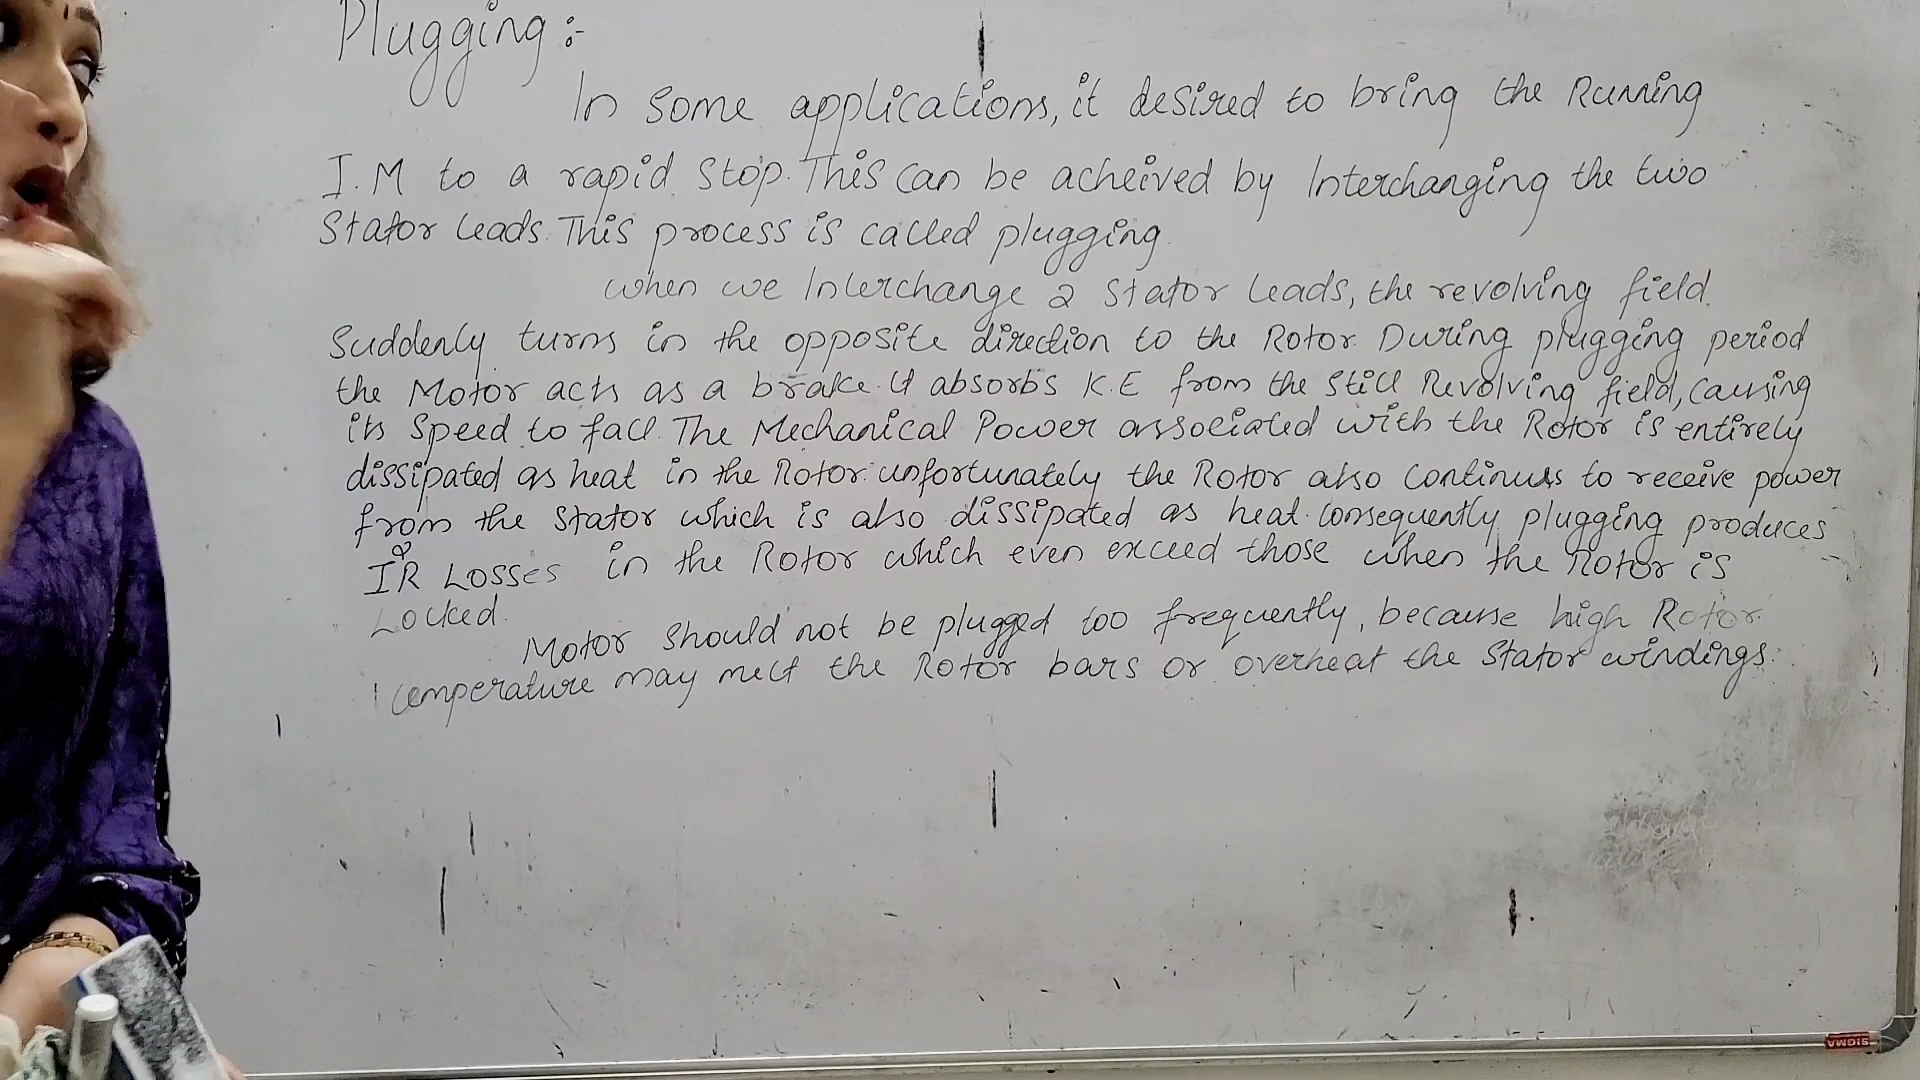 Plugging :-
In some applications, it desired to bring the Running
I.M to a rapid stop. This can be acheived by Interchanging the two
Stator leads. This process is called plugging.
when we Interchange 2 stator leads, the revolving field
Suddenly turns in the opposite direction to the Rotor. During plugging period
the Motor acts as a brake. It absorbs K.E from the still Revolving field, causing
its speed to fall. The Mechanical Power associated with the Rotor is entirely
dissipated as heat in the Rotor. unfortunately the Rotor also continues to receive power
from the stator which is also dissipated as heat. consequently plugging produces
I²R Losses in the Rotor which even exceed those when the Rotor is
Locked.
Motor should not be plugged too frequently, because high Rotor
temperature may melt the Rotor bars or overheat the stator windings.
SIGMA